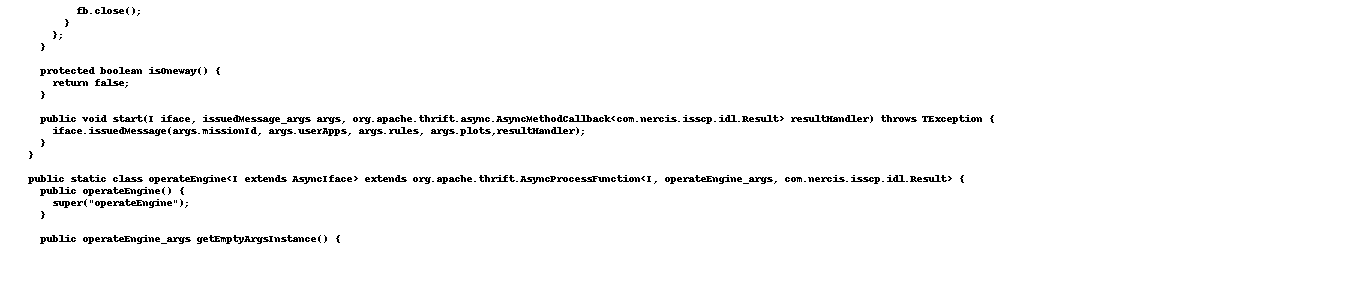 fb.close();
}
};
}
protected boolean isOneway() {
return false;
}
public void start(I iface, issuedMessage_args args, org.apache.thrift.async.AsyncMethodCallback<com.nercis.isscp.idl.Result> resultHandler) throws TException {
iface.issuedMessage(args.missionId, args.userApps, args.rules, args.plots,resultHandler);
}
}
public static class operateEngine<I extends AsyncIface> extends org.apache.thrift.AsyncProcessFunction<I, operateEngine_args, com.nercis.isscp.idl.Result> {
public operateEngine() {
super("operateEngine");
}
public operateEngine_args getEmptyArgsInstance() {